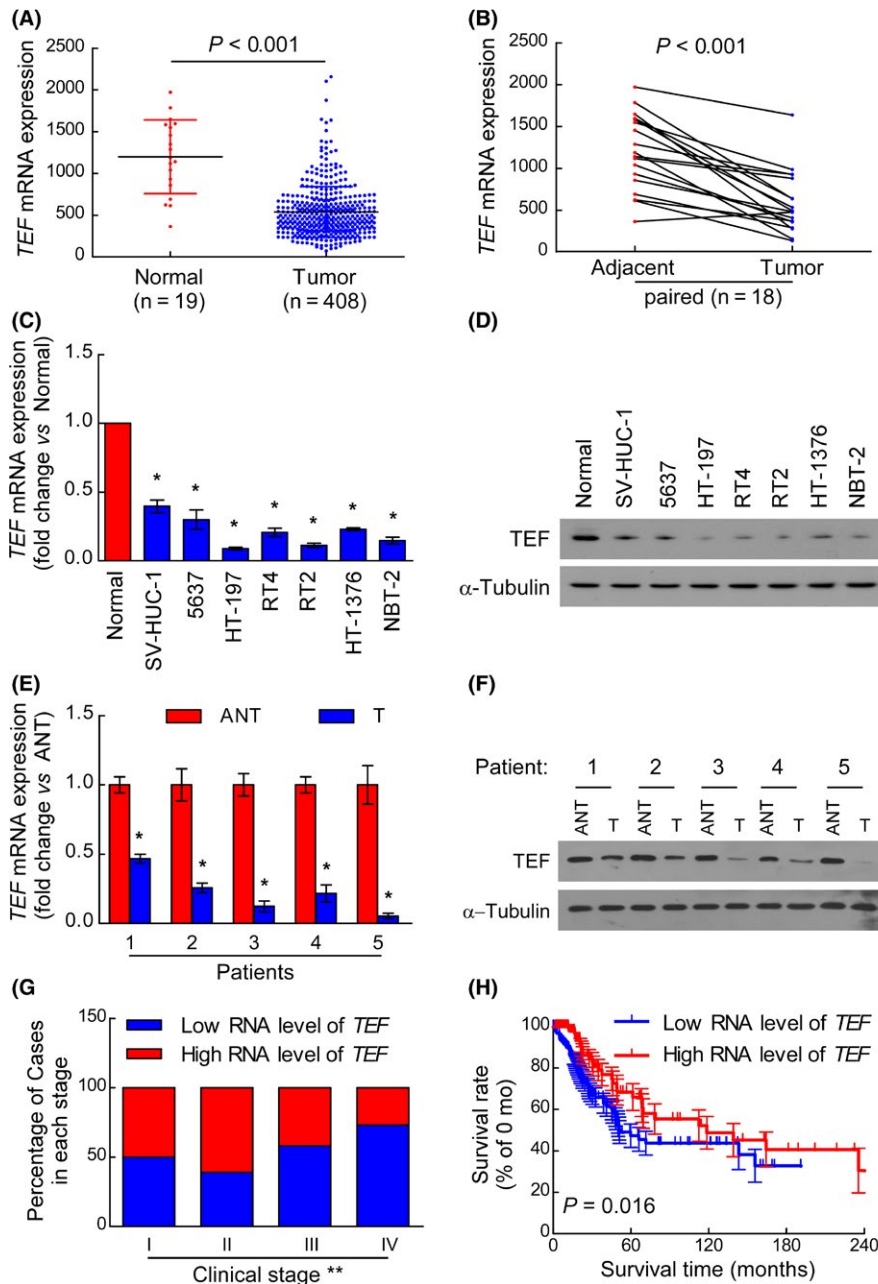 (A)
P < 0.001
TEF mRNA expression
2500
2000
1500
1000
500
0
Normal
(n = 19)
Tumor
(n = 408)
(B)
P < 0.001
TEF mRNA expression
2500
2000
1500
1000
500
0
Adjacent
Tumor
paired (n = 18)
(C)
TEF mRNA expression
(fold change vs Normal)
1.5
1.0
0.5
0.0
* * * * * * *
Normal
SV-HUC-1
5637
HT-197
RT4
RT2
HT-1376
NBT-2
(D)
Normal
SV-HUC-1
5637
HT-197
RT4
RT2
HT-1376
NBT-2
TEF
α-Tubulin
(E)
TEF mRNA expression
(fold change vs ANT)
1.5
1.0
0.5
0.0
ANT
T
* * * * *
1 2 3 4 5
Patients
(F)
Patient: 1 2 3 4 5
ANT T ANT T ANT T ANT T ANT T
TEF
α–Tubulin
(G)
Percentage of Cases
in each stage
150
100
50
0
Low RNA level of TEF
High RNA level of TEF
I II III IV
Clinical stage **
(H)
Survival rate
(% of 0 mo)
100
80
60
40
20
Low RNA level of TEF
High RNA level of TEF
P = 0.016
0 60 120 180 240
Survival time (months)